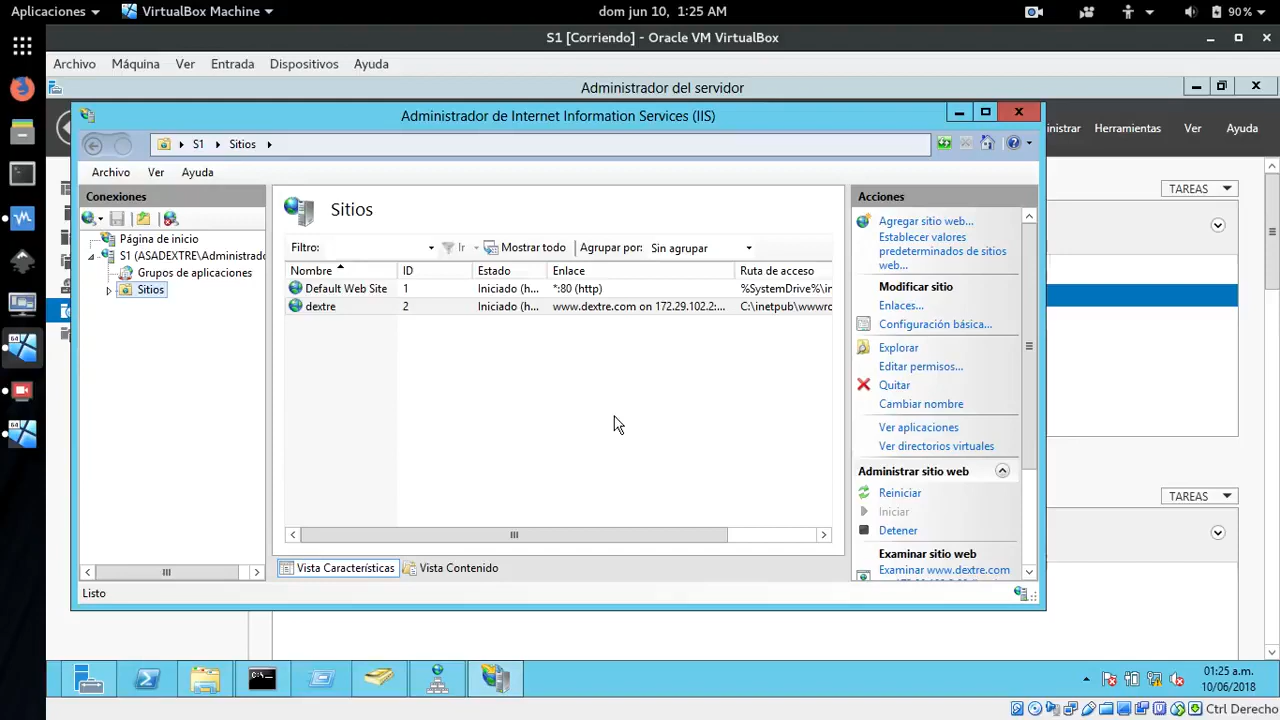 Aplicaciones
VirtualBox Machine
dom jun 10, 1:25 AM
90%
S1 [Corriendo] - Oracle VM VirtualBox
Archivo Máquina Ver Entrada Dispositivos Ayuda
Administrador del servidor
Administrador de Internet Information Services (IIS)
S1 Sitios
Herramientas Ver Ayuda
Archivo Ver Ayuda
Conexiones
Página de inicio
S1 (ASADEXTRE\Administrado
Grupos de aplicaciones
Sitios
Sitios
Filtro: Ir Mostrar todo Agrupar por: Sin agrupar
Nombre ID Estado Enlace Ruta de acceso
Default Web Site 1 Iniciado (h... *:80 (http) %SystemDrive%\in
dextre 2 Iniciado (h... www.dextre.com on 172.29.102.2:... C:\inetpub\wwwrc
Vista Características Vista Contenido
Listo
Acciones
Agregar sitio web...
Establecer valores
predeterminados de sitios
web...
Modificar sitio
Enlaces...
Configuración básica...
Explorar
Editar permisos...
Quitar
Cambiar nombre
Ver aplicaciones
Ver directorios virtuales
Administrar sitio web
Reiniciar
Iniciar
Detener
Examinar sitio web
Examinar www.dextre.com
TAREAS
TAREAS
01:25 a.m.
10/06/2018
Ctrl Derecho